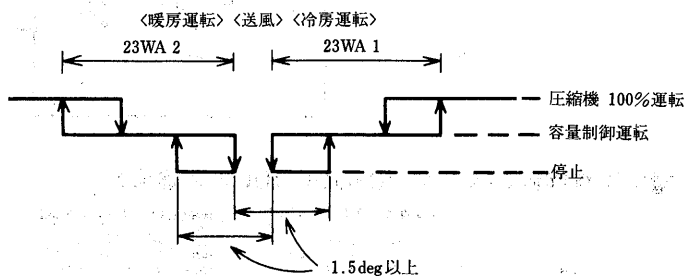 〈暖房運転〉〈送風〉〈冷房運転〉
23WA 2
23WA 1
圧縮機 100%運転
容量制御運転
停止
1.5deg以上